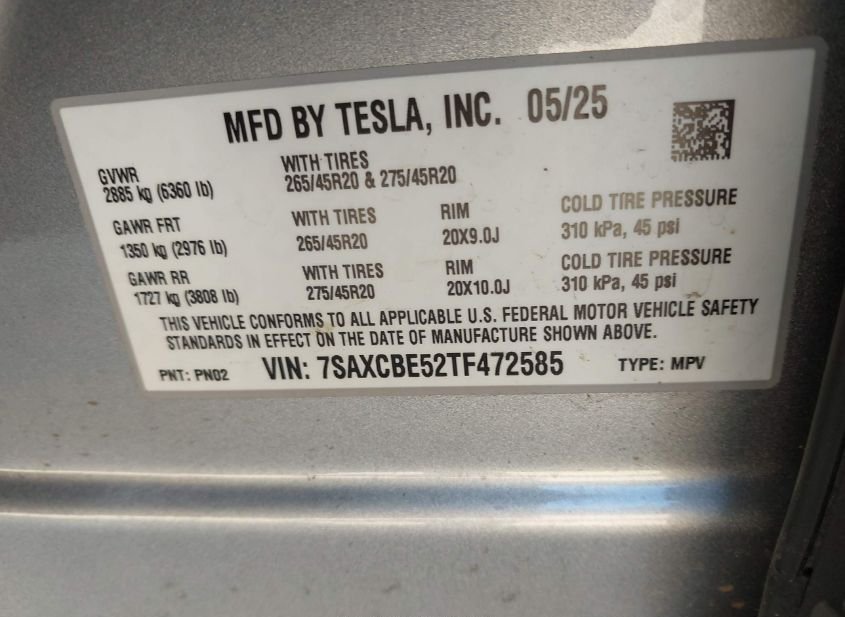 MFD BY TESLA, INC. 05/25
GVWR
2885 kg (6360 lb)
WITH TIRES
265/45R20 & 275/45R20
GAWR FRT
1350 kg (2976 lb)
WITH TIRES
265/45R20
RIM
20X9.0J
COLD TIRE PRESSURE
310 kPa, 45 psi
GAWR RR
1727 kg (3808 lb)
WITH TIRES
275/45R20
RIM
20X10.0J
COLD TIRE PRESSURE
310 kPa, 45 psi
THIS VEHICLE CONFORMS TO ALL APPLICABLE U.S. FEDERAL MOTOR VEHICLE SAFETY
STANDARDS IN EFFECT ON THE DATE OF MANUFACTURE SHOWN ABOVE.
PNT: PN02 VIN: 7SAXCBE52TF472585 TYPE: MPV